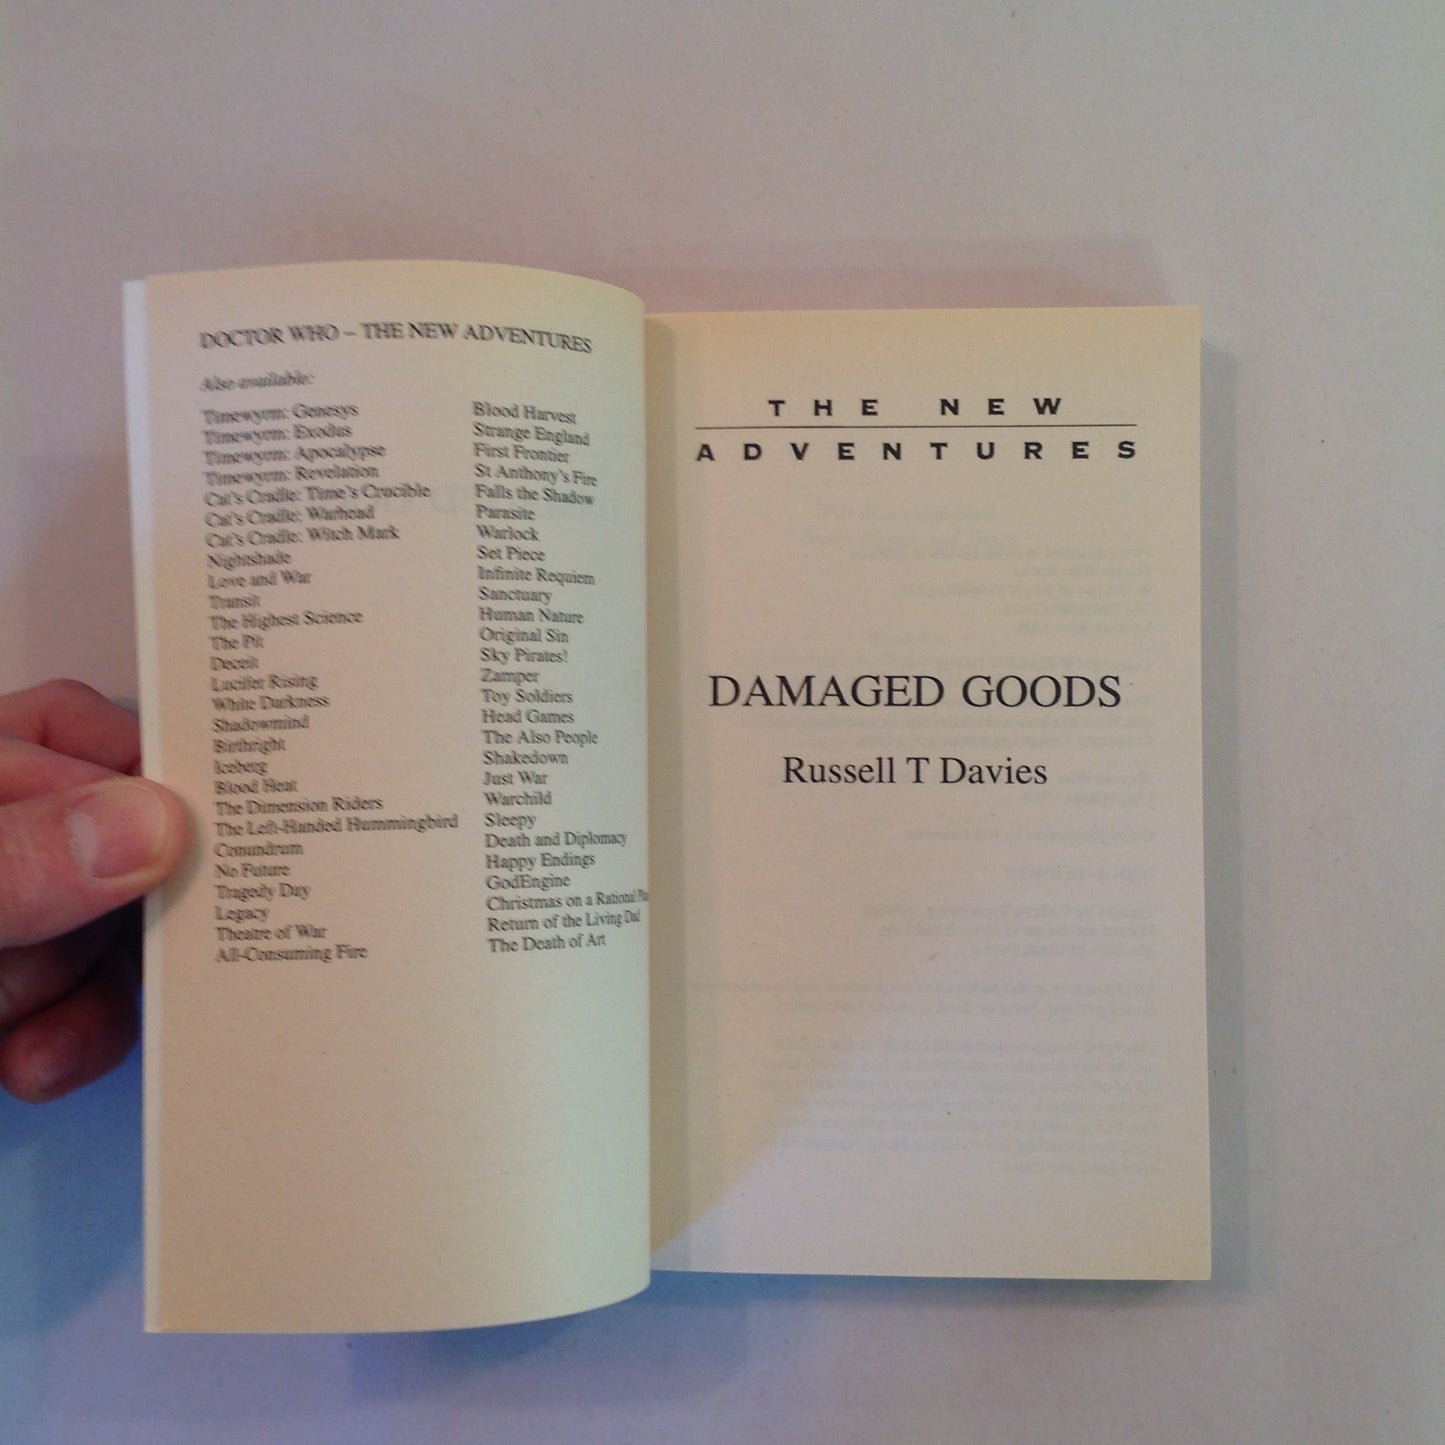 DOCTOR WHO – THE NEW ADVENTURES
Also available:
Timewyrm: Genesys
Timewyrm: Exodus
Timewyrm: Apocalypse
Timewyrm: Revelation
Cat's Cradle: Time's Crucible
Cat's Cradle: Warhead
Cat's Cradle: Witch Mark
Nightshade
Love and War
Transit
The Highest Science
The Pit
Deceit
Lucifer Rising
White Darkness
Shadowmind
Birthright
Iceberg
Blood Heat
The Dimension Riders
The Left-Handed Hummingbird
Conundrum
No Future
Tragedy Day
Legacy
Theatre of War
All-Consuming Fire
Blood Harvest
Strange England
First Frontier
St Anthony's Fire
Falls the Shadow
Parasite
Warlock
Set Piece
Infinite Requiem
Sanctuary
Human Nature
Original Sin
Sky Pirates!
Zamper
Toy Soldiers
Head Games
The Also People
Shakedown
Just War
Warchild
Sleepy
Death and Diplomacy
Happy Endings
GodEngine
Christmas on a Rational
Return of the Living Dad
The Death of Art
THE NEW
ADVENTURES
DAMAGED GOODS
Russell T Davies